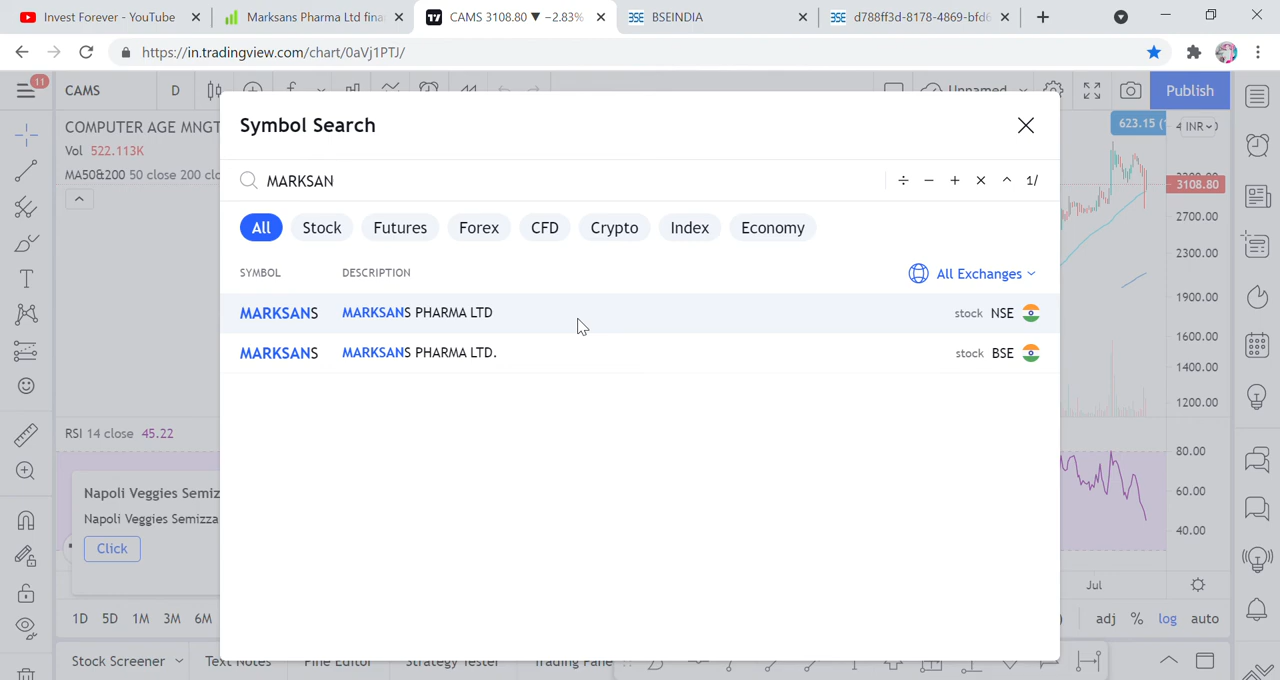 Invest Forever - YouTube
Marksans Pharma Ltd fina
CAMS 3108.80 ▼ −2.83%
BSEINDIA
d788ff3d-8178-4869-bfd6
https://in.tradingview.com/chart/0aVj1PTJ/
11
CAMS
D
Unnamed
Publish
COMPUTER AGE MNGT
Vol 522.113K
MA50&200 50 close 200 clo
Symbol Search
MARKSAN
÷ − + × ^ 1/
All
Stock
Futures
Forex
CFD
Crypto
Index
Economy
SYMBOL
DESCRIPTION
All Exchanges
MARKSANS MARKSANS PHARMA LTD stock NSE
MARKSANS MARKSANS PHARMA LTD. stock BSE
623.15
INR
3108.80
2700.00
2300.00
1900.00
1600.00
1400.00
1200.00
RSI 14 close 45.22
80.00
60.00
40.00
Napoli Veggies Semiz
Napoli Veggies Semizza
Click
Jul
1D 5D 1M 3M 6M
adj % log auto
Stock Screener
Text Notes
Pine Editor
Strategy Tester
Trading Pane